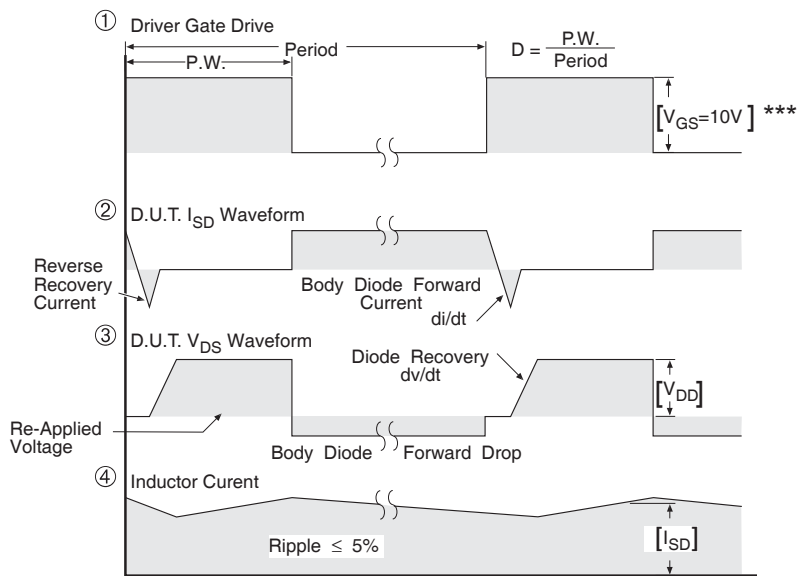 ① Driver Gate Drive
P.W.
Period
D = P.W.
Period
[VGS=10V] ***
② D.U.T. ISD Waveform
Reverse
Recovery
Current
Body Diode Forward
Current
di/dt
③ D.U.T. VDS Waveform
Diode Recovery
dv/dt
[VDD]
Re-Applied
Voltage
Body Diode Forward Drop
④ Inductor Curent
Ripple ≤ 5%
[ISD]